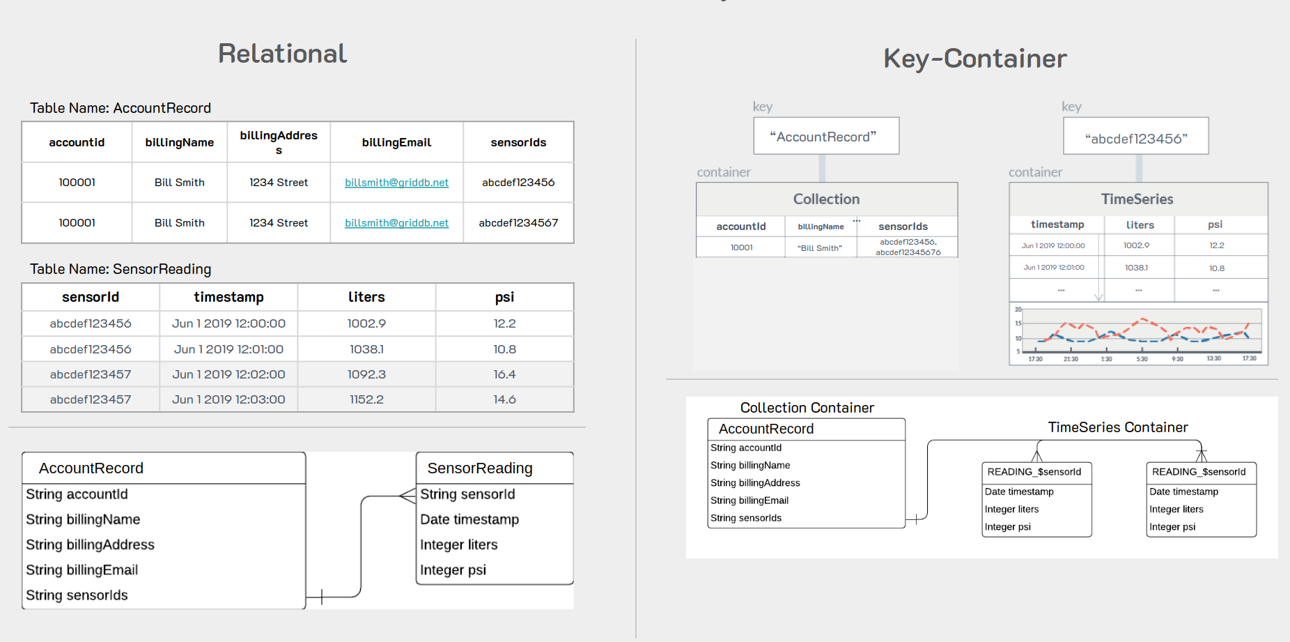 Relational
Table Name: AccountRecord
accountid billingName billingAddres
s billingEmail sensorIds
100001 Bill Smith 1234 Street billsmith@griddb.net abcdef123456
100001 Bill Smith 1234 Street billsmith@griddb.net abcdef1234567
Table Name: SensorReading
sensorId timestamp liters psi
abcdef123456 Jun 1 2019 12:00:00 1002.9 12.2
abcdef123456 Jun 1 2019 12:01:00 1038.1 10.8
abcdef123457 Jun 1 2019 12:02:00 1092.3 16.4
abcdef123457 Jun 1 2019 12:03:00 1152.2 14.6
AccountRecord
String accountId
String billingName
String billingAddress
String billingEmail
String sensorIds
SensorReading
String sensorId
Date timestamp
Integer liters
Integer psi
Key-Container
key
“AccountRecord”
container
Collection
accountId billingName ... sensorIds
10001 “Bill Smith” abcdef123456,
abcdef12345676
key
“abcdef123456”
container
TimeSeries
timestamp liters psi
Jun 1 2019 12:00:00 1002.9 12.2
Jun 1 2019 12:01:00 1038.1 10.8
... ... ...
20
15
10
5
17:30 21:30 1:30 5:30 9:30 13:30 17:30
Collection Container
AccountRecord
String accountId
String billingName
String billingAddress
String billingEmail
String sensorIds
TimeSeries Container
READING_$sensorId
Date timestamp
Integer liters
Integer psi
READING_$sensorId
Date timestamp
Integer liters
Integer psi